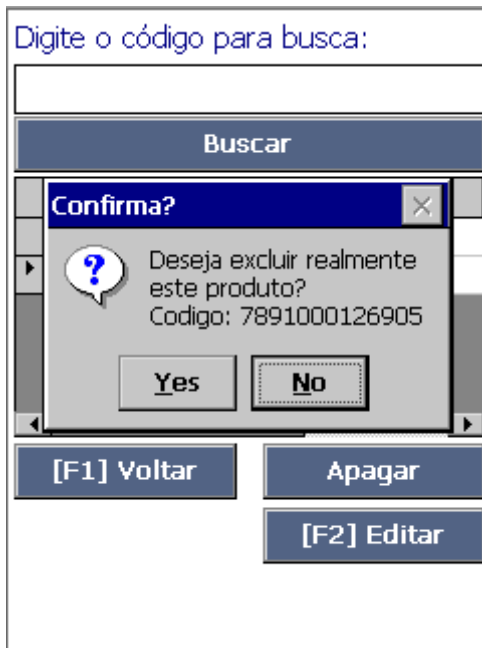 Digite o código para busca:
Buscar
Confirma?
Deseja excluir realmente
este produto?
Codigo: 7891000126905
Yes
No
[F1] Voltar
Apagar
[F2] Editar